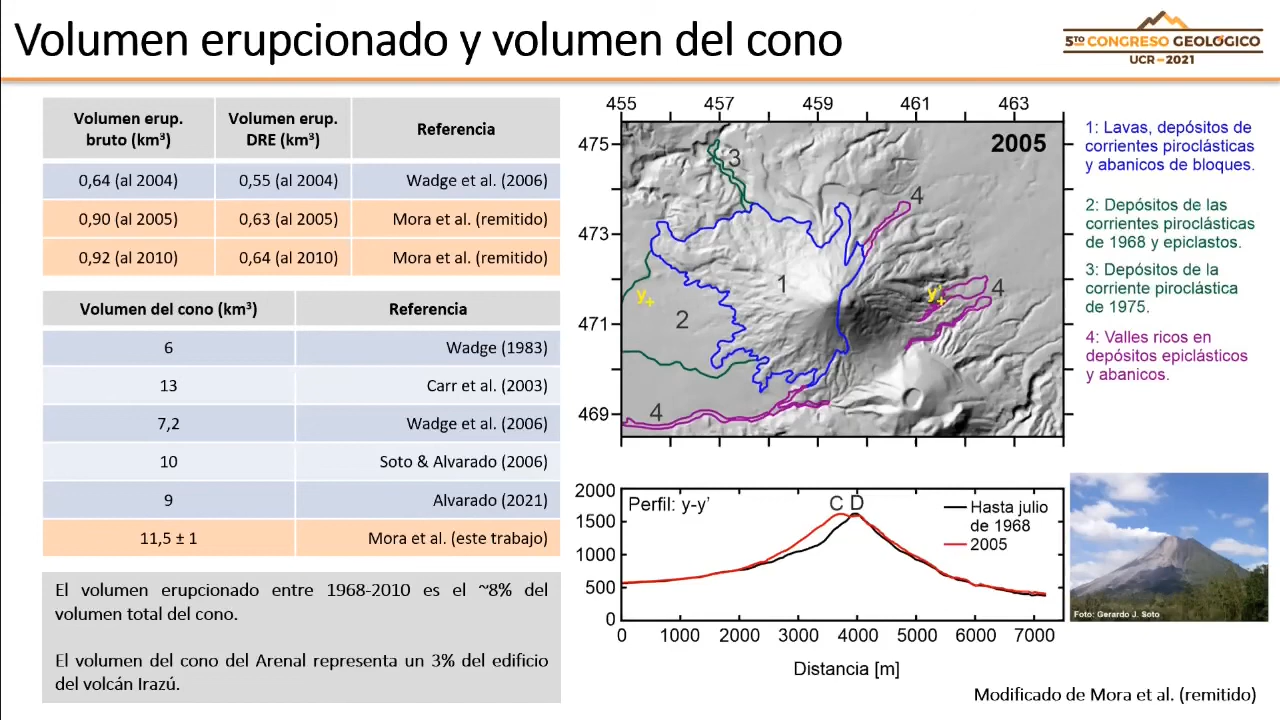 Volumen erupcionado y volumen del cono
5TO CONGRESO GEOLÓGICO
UCR – 2021
Volumen erup. bruto (km³) Volumen erup. DRE (km³) Referencia
0,64 (al 2004) 0,55 (al 2004) Wadge et al. (2006)
0,90 (al 2005) 0,63 (al 2005) Mora et al. (remitido)
0,92 (al 2010) 0,64 (al 2010) Mora et al. (remitido)
Volumen del cono (km³) Referencia
6 Wadge (1983)
13 Carr et al. (2003)
7,2 Wadge et al. (2006)
10 Soto & Alvarado (2006)
9 Alvarado (2021)
11,5 ± 1 Mora et al. (este trabajo)
El volumen erupcionado entre 1968-2010 es el ~8% del
volumen total del cono.
El volumen del cono del Arenal representa un 3% del edificio
del volcán Irazú.
455 457 459 461 463
475
473
471
469
2005
3
4
1
y
+
y'
+
4
2
4
1: Lavas, depósitos de
corrientes piroclásticas
y abanicos de bloques.
2: Depósitos de las
corrientes piroclásticas
de 1968 y epiclastos.
3: Depósitos de la
corriente piroclástica
de 1975.
4: Valles ricos en
depósitos epiclásticos
y abanicos.
2000
1500
1000
500
0
Perfil: y-y’
C D
Hasta julio
de 1968
2005
0 1000 2000 3000 4000 5000 6000 7000
Distancia [m]
Foto: Gerardo J. Soto
Modificado de Mora et al. (remitido)